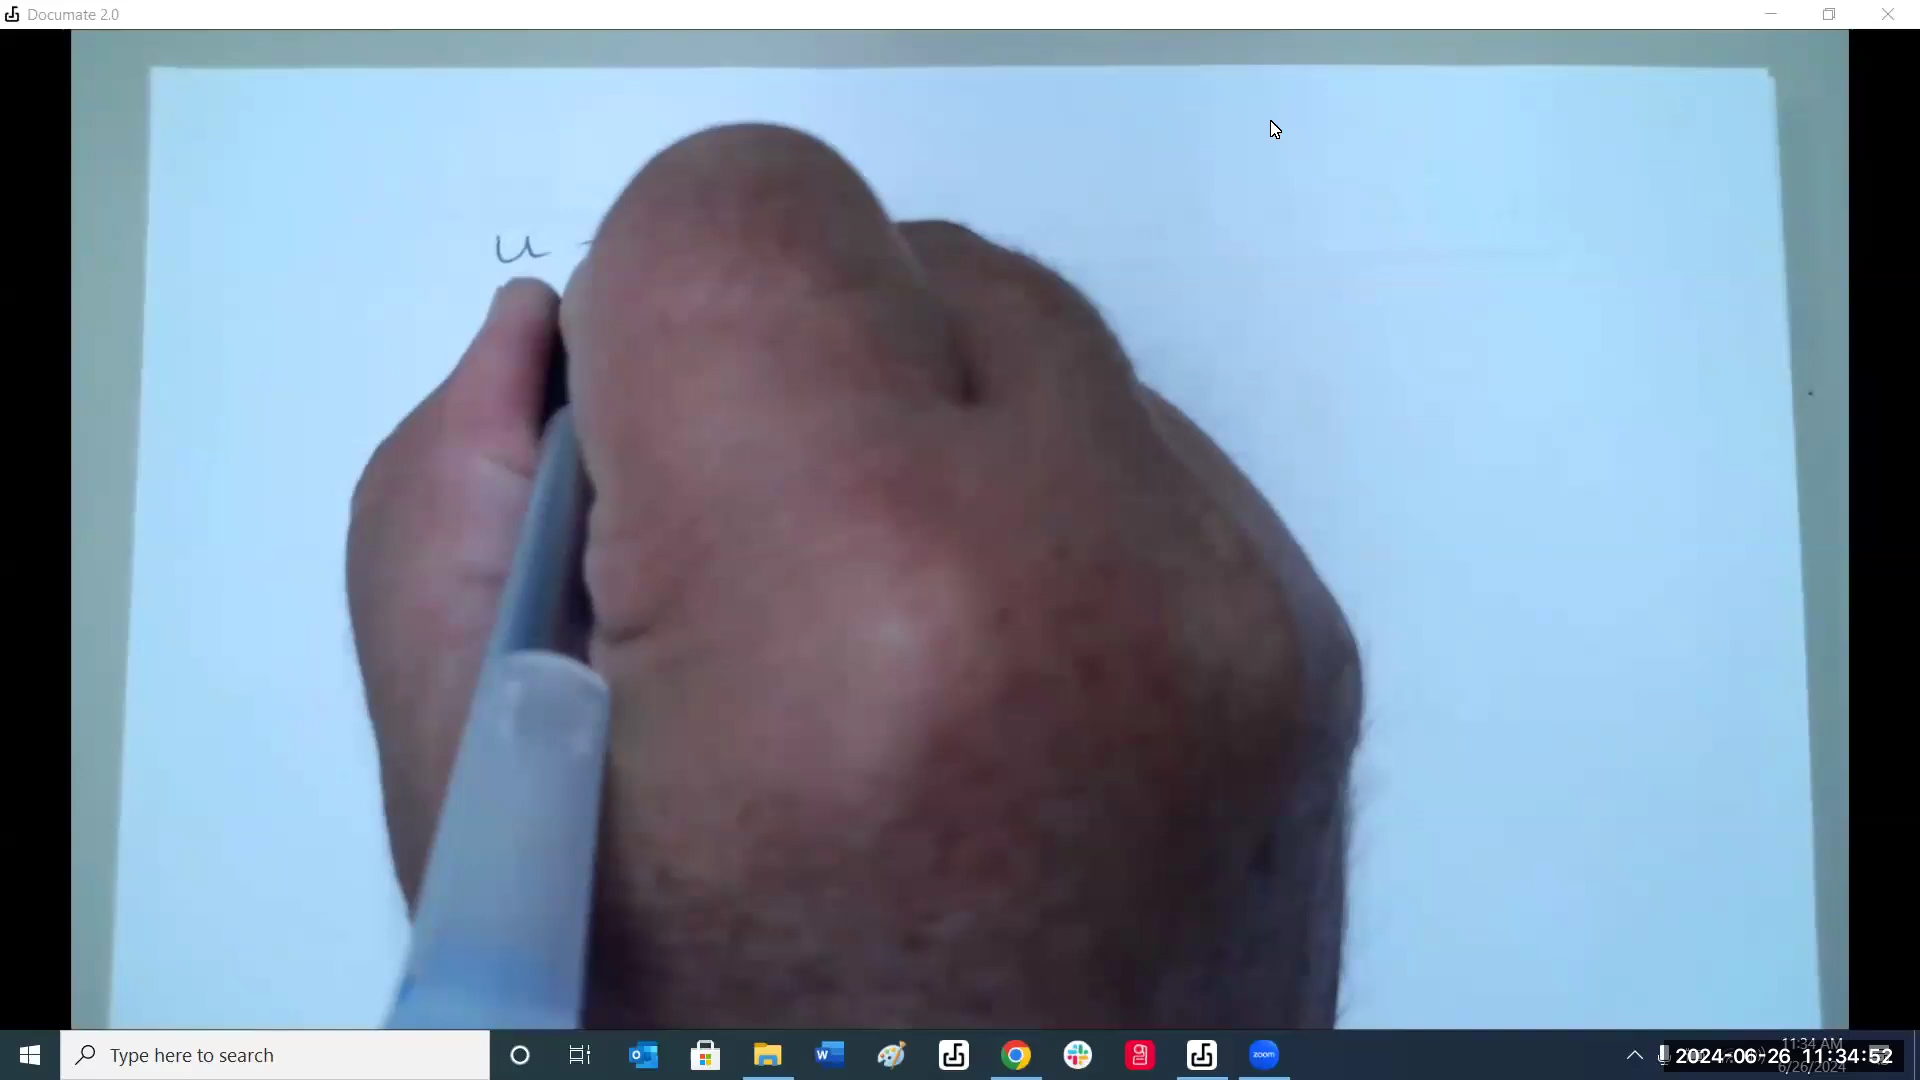 Documate 2.0
u
Type here to search
zoom
11:34 AM
2024-06-26 11:34:52
6/26/2024